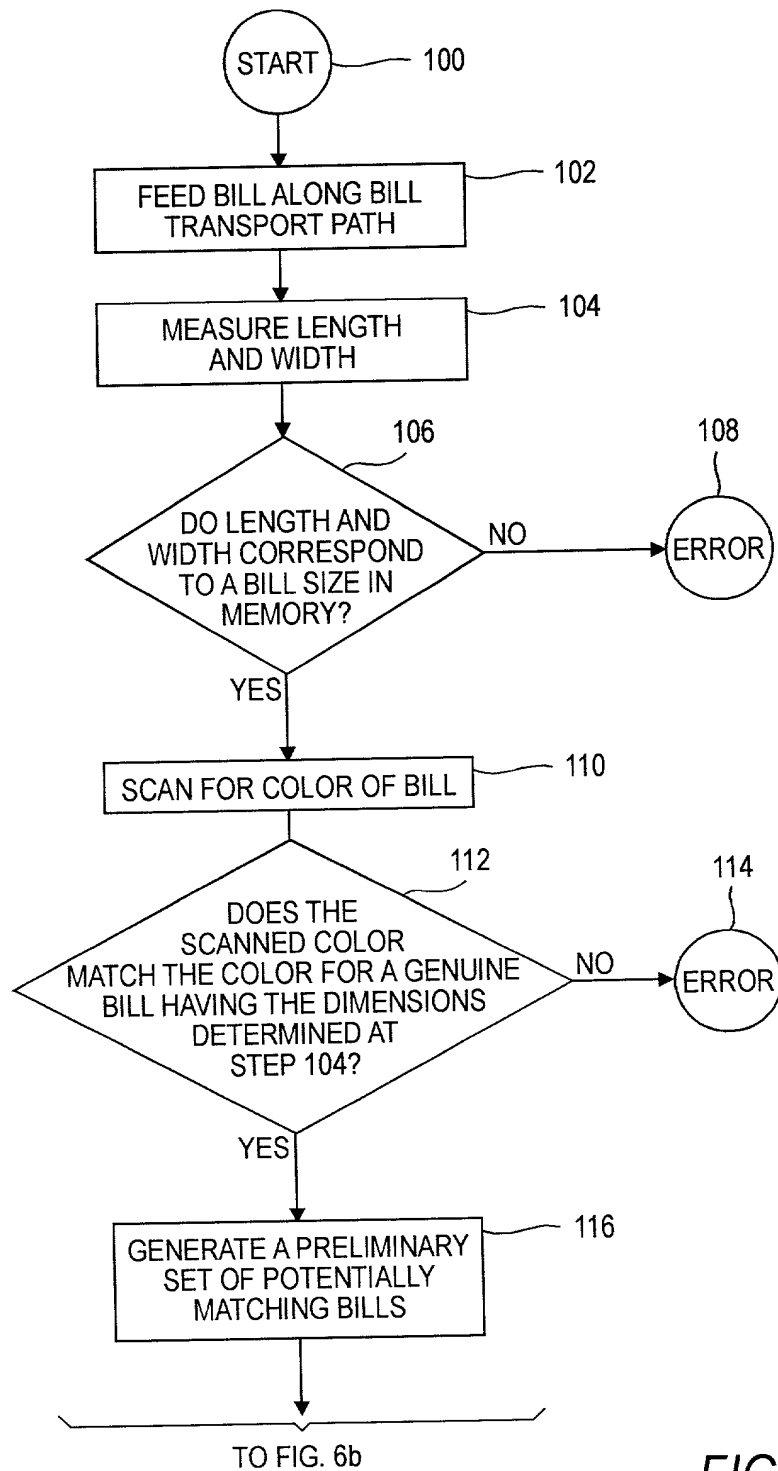 START
100
FEED BILL ALONG BILL
TRANSPORT PATH
102
MEASURE LENGTH
AND WIDTH
104
106
DO LENGTH AND
WIDTH CORRESPOND
TO A BILL SIZE IN
MEMORY?
NO
108
ERROR
YES
SCAN FOR COLOR OF BILL
110
112
DOES THE
SCANNED COLOR
MATCH THE COLOR FOR A GENUINE
BILL HAVING THE DIMENSIONS
DETERMINED AT
STEP 104?
NO
114
ERROR
YES
GENERATE A PRELIMINARY
SET OF POTENTIALLY
MATCHING BILLS
116
TO FIG. 6b
FIG